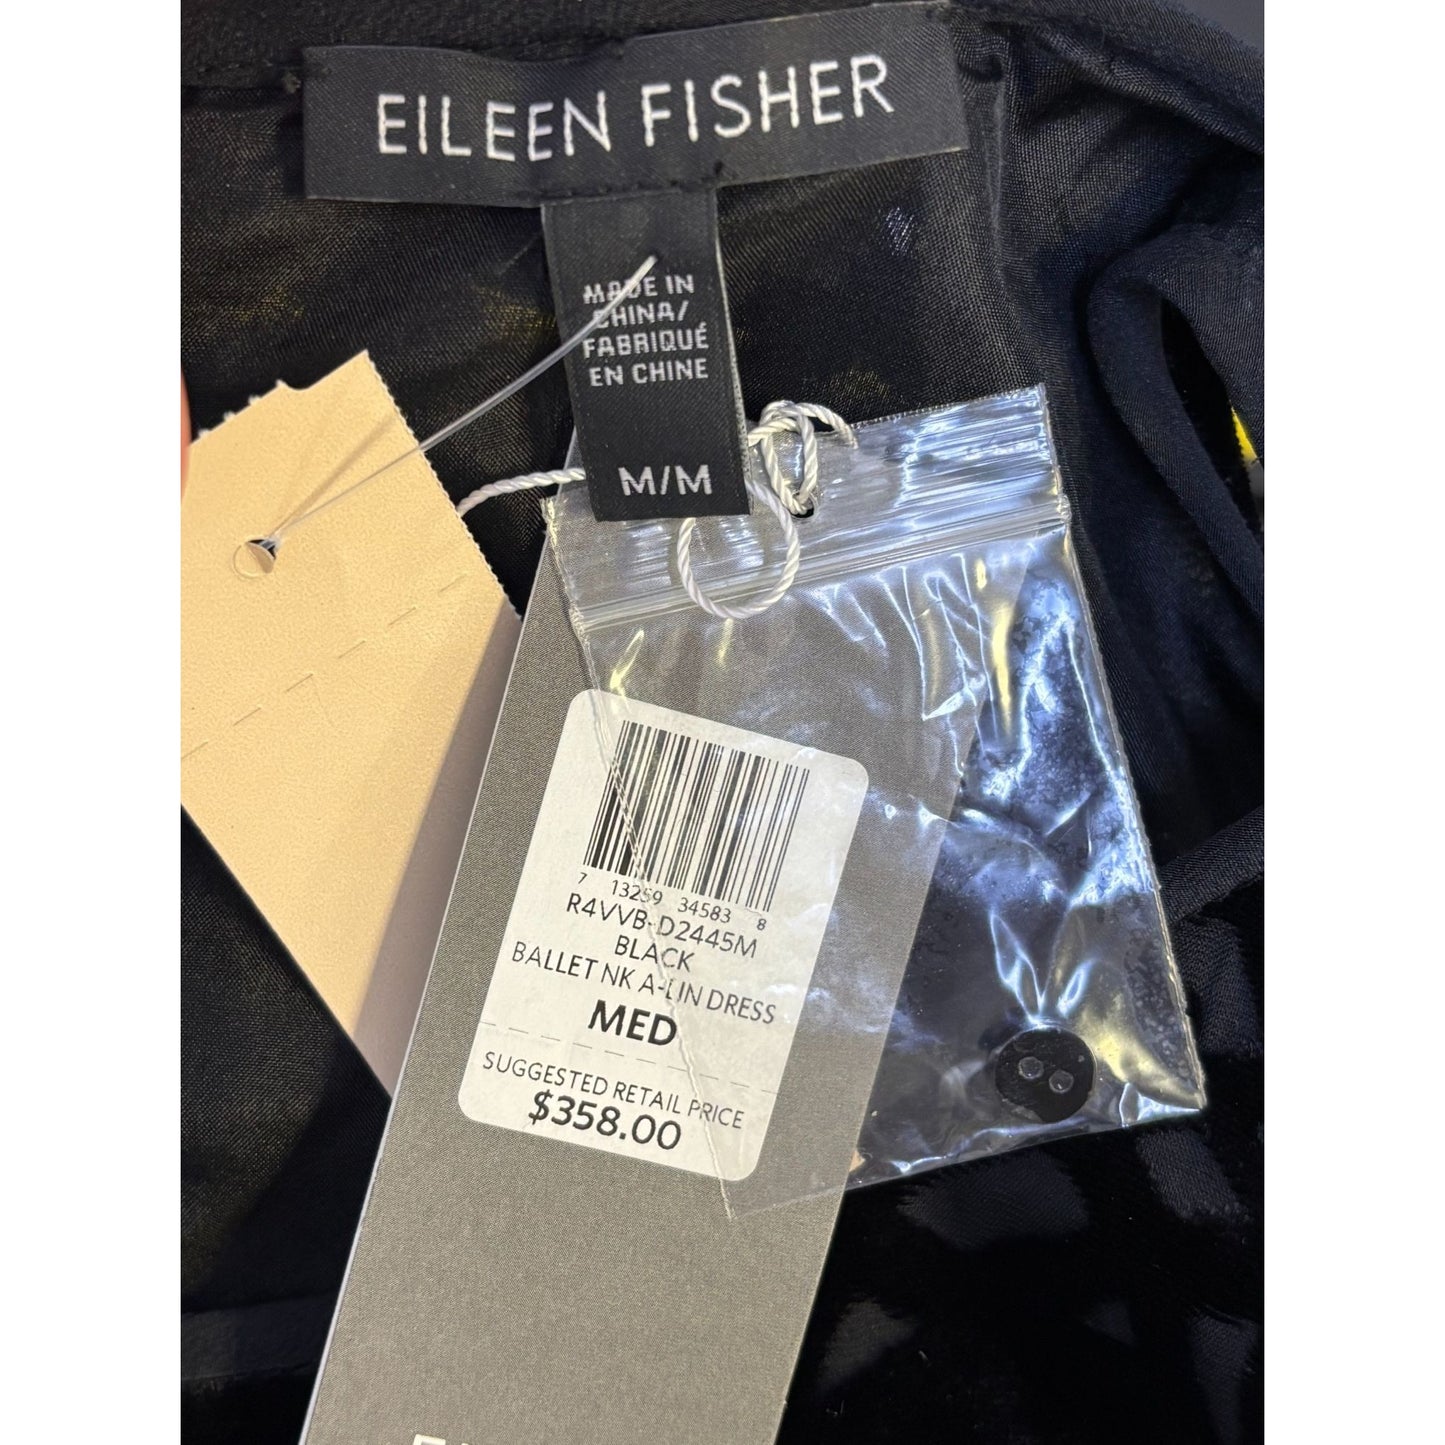 EILEEN FISHER
MADE IN
CHINA/
FABRIQUÉ
EN CHINE
M/M
7 13259 34583 8
R4VVB-D2445M
BLACK
BALLET NK A-LIN DRESS
MED
SUGGESTED RETAIL PRICE
$358.00